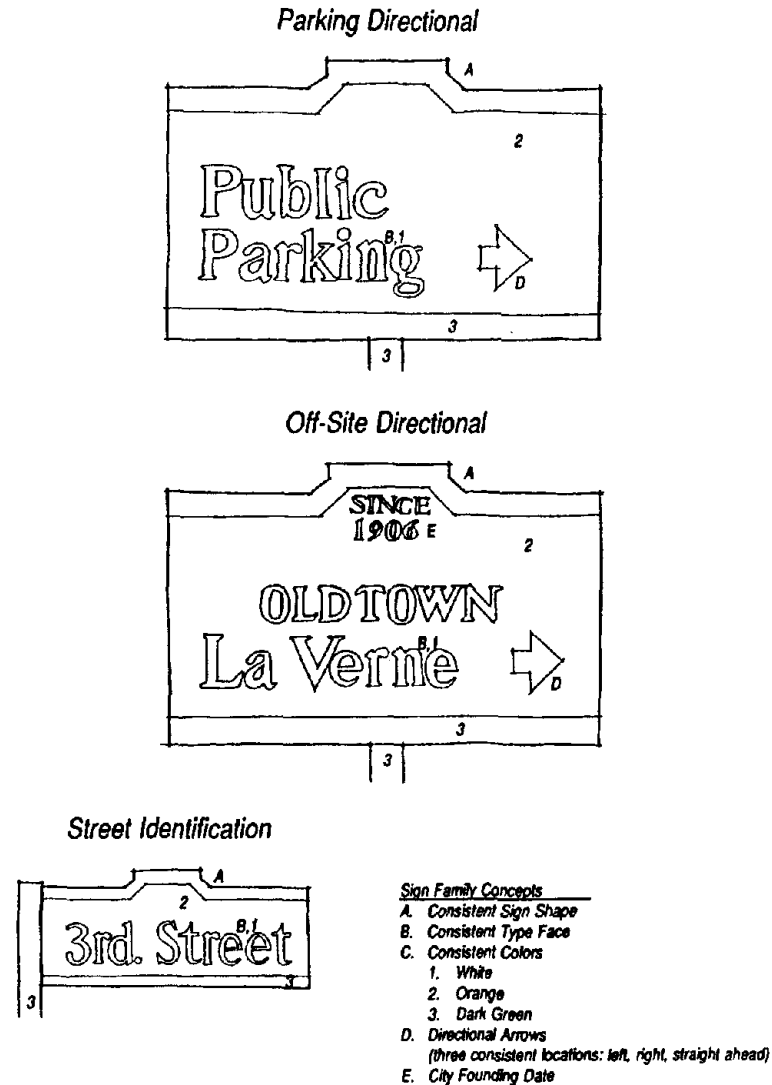 Parking Directional
A
2
Public
Parking
B,1
D
3
3
Off-Site Directional
A
SINCE
1906 E
2
OLD TOWN
La Verne
B,1
D
3
3
Street Identification
A
2
3rd. Street
B,1
3
3
Sign Family Concepts
A. Consistent Sign Shape
B. Consistent Type Face
C. Consistent Colors
1. White
2. Orange
3. Dark Green
D. Directional Arrows
(three consistent locations: left, right, straight ahead)
E. City Founding Date